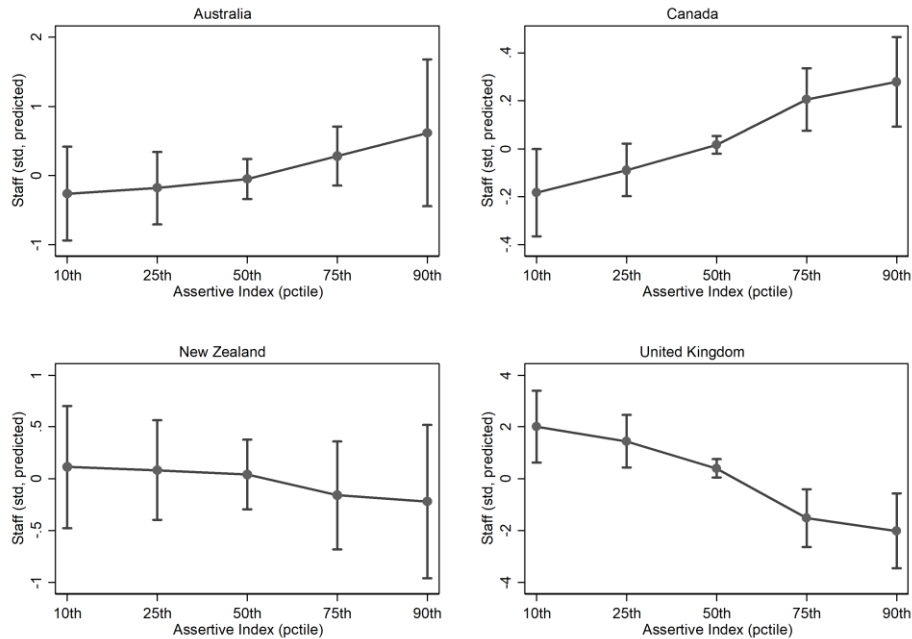 Australia
Staff (std, predicted)
2
1
0
-1
10th 25th 50th 75th 90th
Assertive Index (pctile)
Canada
Staff (std, predicted)
.4
.2
0
-.2
-.4
10th 25th 50th 75th 90th
Assertive Index (pctile)
New Zealand
Staff (std, predicted)
1
.5
0
-.5
-1
10th 25th 50th 75th 90th
Assertive Index (pctile)
United Kingdom
Staff (std, predicted)
4
2
0
-2
-4
10th 25th 50th 75th 90th
Assertive Index (pctile)